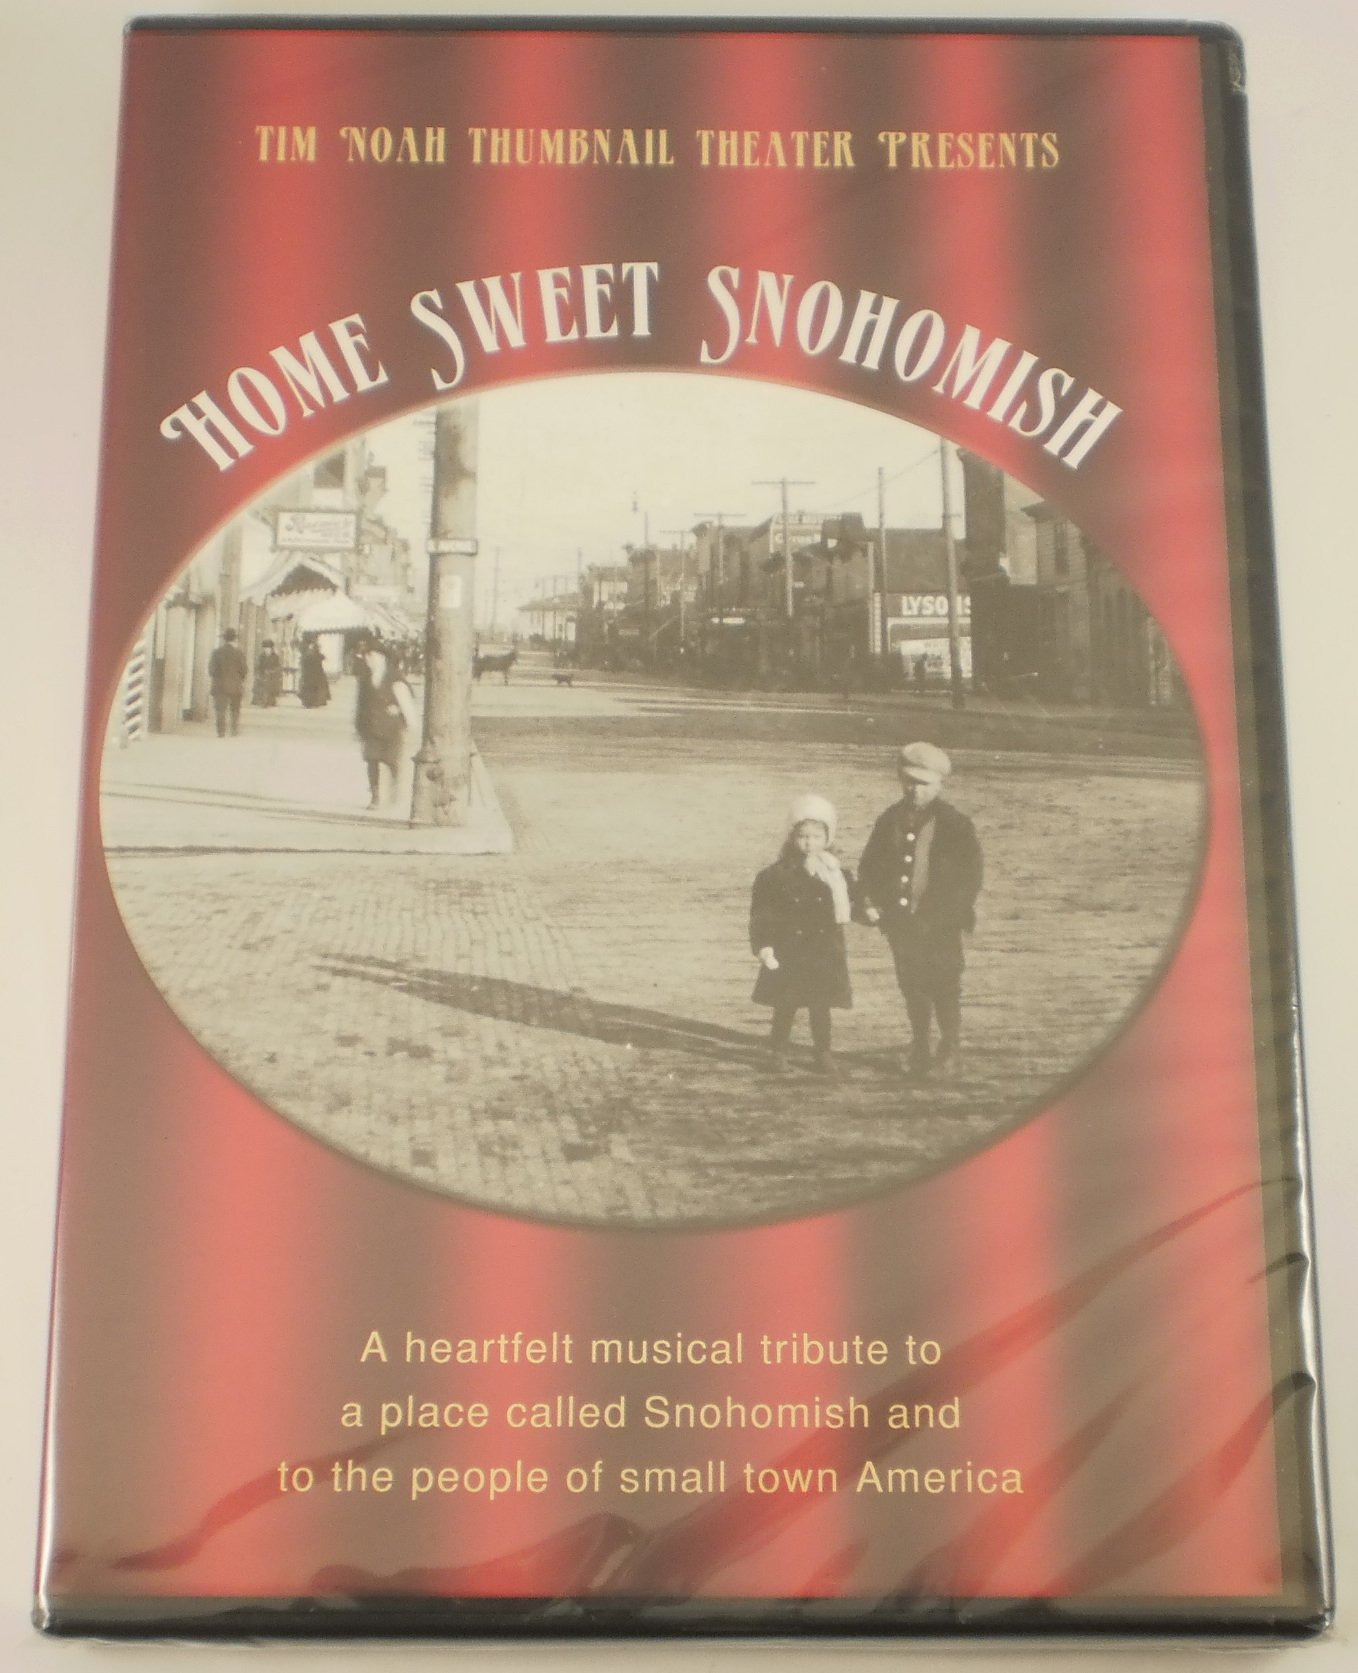 TIM NOAH THUMBNAIL THEATER PRESENTS
HOME SWEET SNOHOMISH
LYSONS
A heartfelt musical tribute to
a place called Snohomish and
to the people of small town America